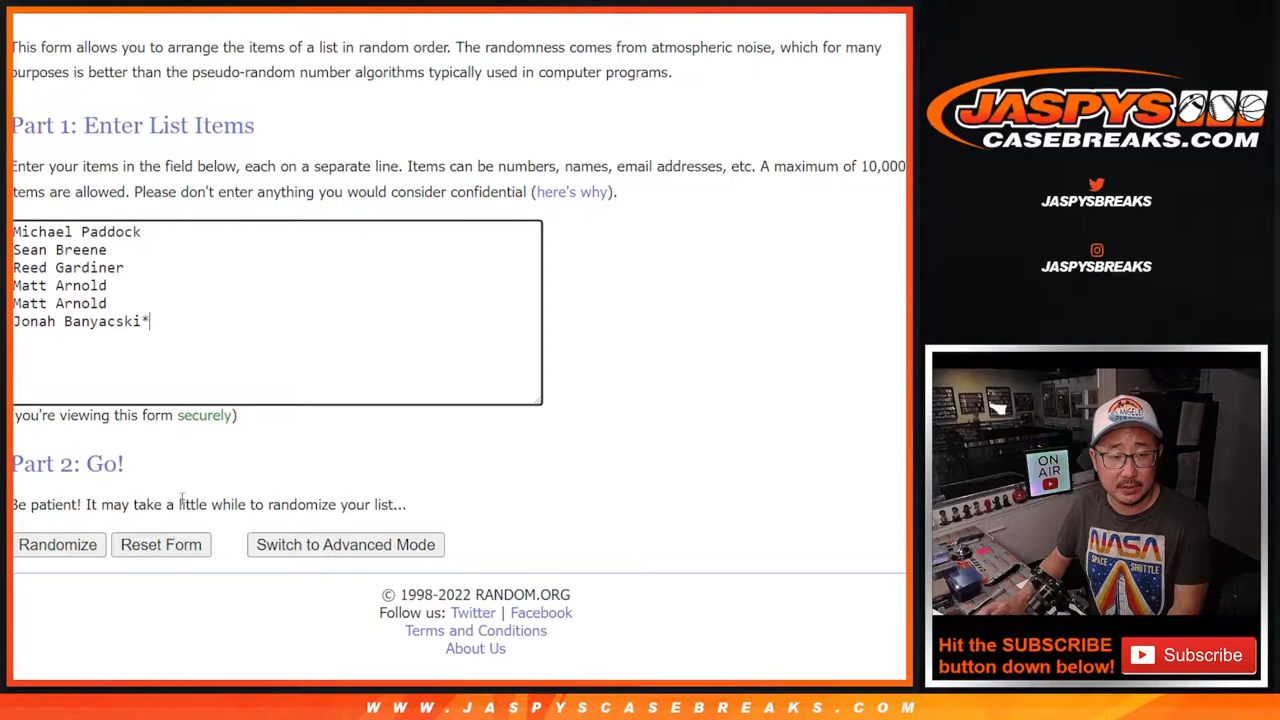 This form allows you to arrange the items of a list in random order. The randomness comes from atmospheric noise, which for many
purposes is better than the pseudo-random number algorithms typically used in computer programs.
Part 1: Enter List Items
Enter your items in the field below, each on a separate line. Items can be numbers, names, email addresses, etc. A maximum of 10,000
items are allowed. Please don't enter anything you would consider confidential (here's why).
Michael Paddock
Sean Breene
Reed Gardiner
Matt Arnold
Matt Arnold
Jonah Banyacski*
(you're viewing this form securely)
Part 2: Go!
Be patient! It may take a little while to randomize your list...
Randomize Reset Form Switch to Advanced Mode
© 1998-2022 RANDOM.ORG
Follow us: Twitter | Facebook
Terms and Conditions
About Us
JASPYS
CASEBREAKS.COM
JASPYSBREAKS
JASPYSBREAKS
ON
AIR
NASA
SPACE SHUTTLE
Hit the SUBSCRIBE
button down below!
Subscribe
WWW.JASPYSCASEBREAKS.COM